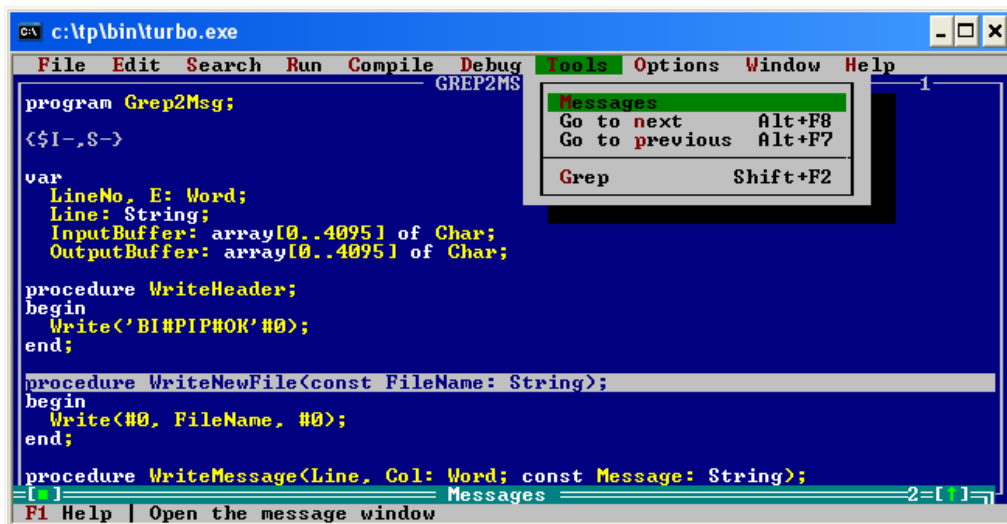 c:\tp\bin\turbo.exe
File Edit Search Run Compile Debug Tools Options Window Help
GREP2MS 1
program Grep2Msg;
Messages
Go to next Alt+F8
{$I-,S-}
Go to previous Alt+F7
var
Grep Shift+F2
LineNo, E: Word;
Line: String;
InputBuffer: array[0..4095] of Char;
OutputBuffer: array[0..4095] of Char;
procedure WriteHeader;
begin
Write('BI#PIP#OK'#0);
end;
procedure WriteNewFile(const FileName: String);
begin
Write(#0, FileName, #0);
end;
procedure WriteMessage(Line, Col: Word; const Message: String);
Messages 2=[↑]
F1 Help | Open the message window